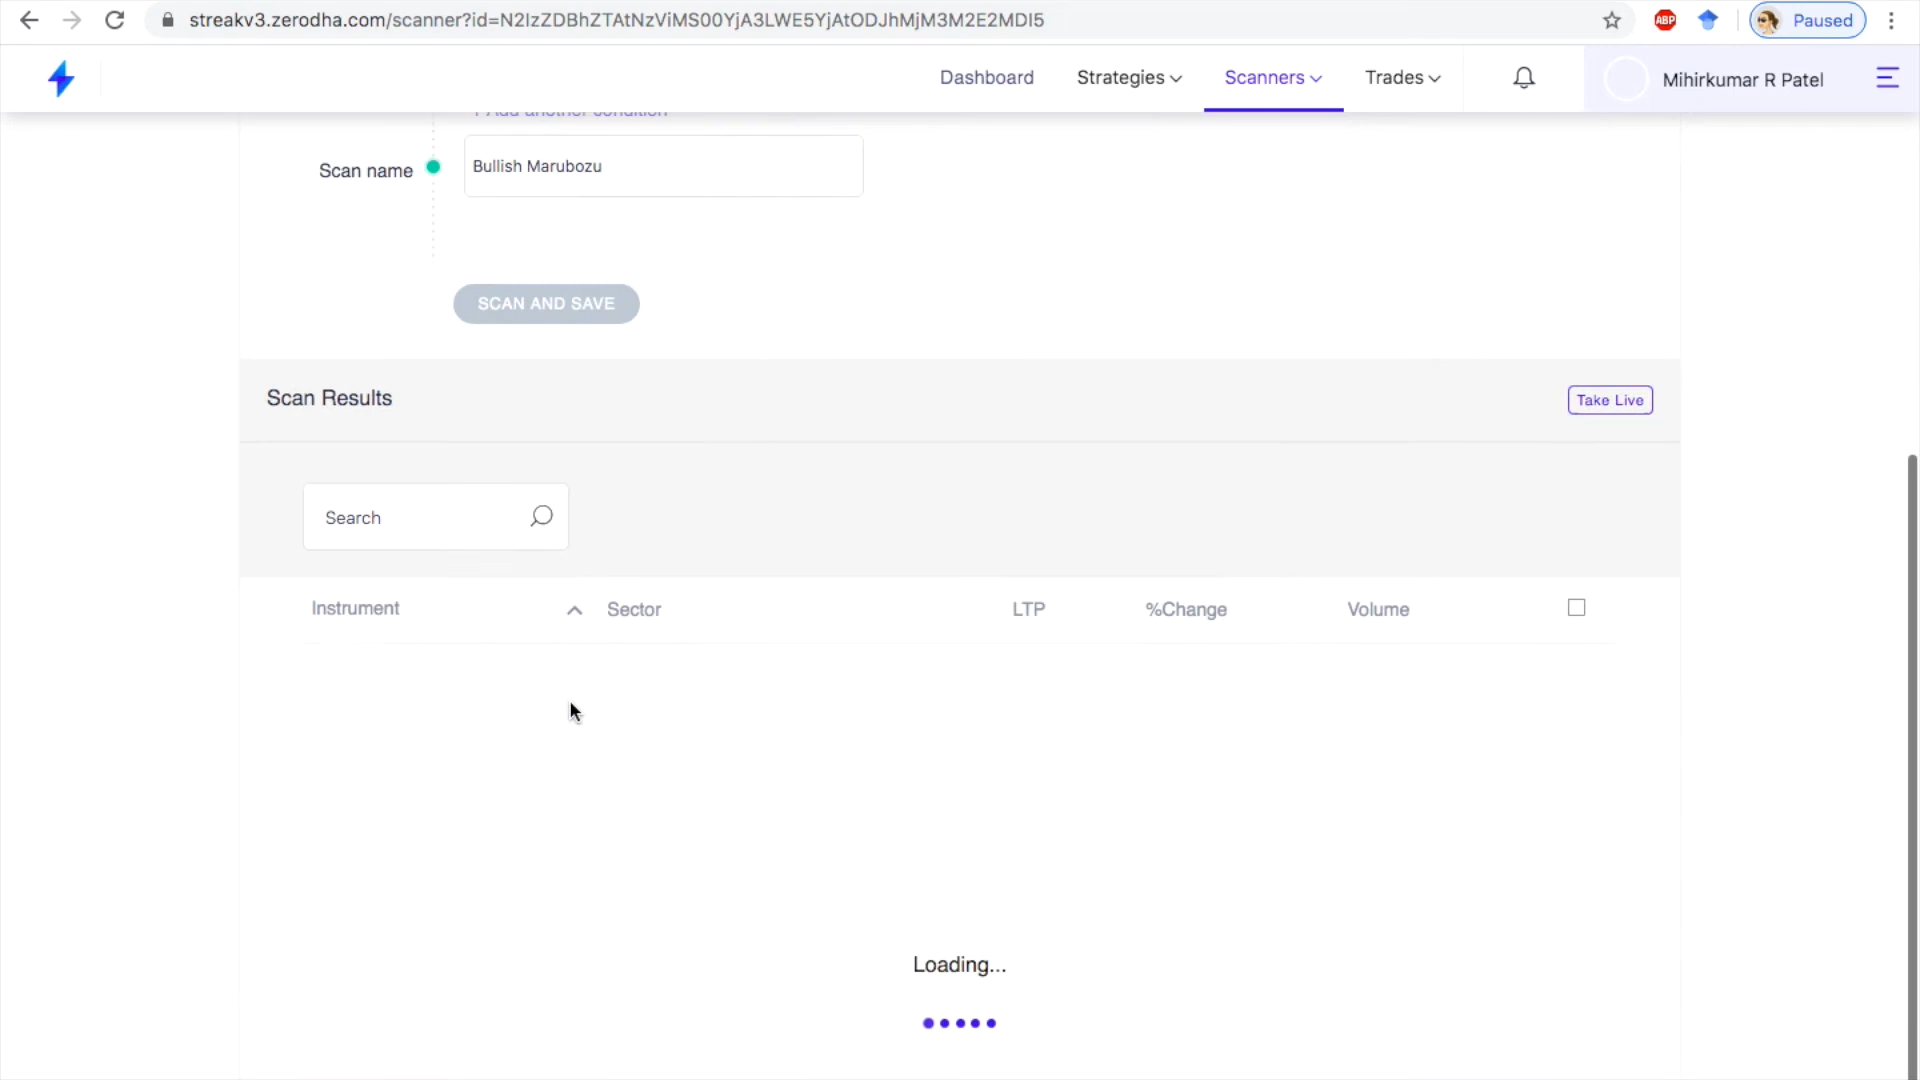 streakv3.zerodha.com/scanner?id=N2IzZDBhZTAtNzViMS00YjA3LWE5YjAtODJhMjM3M2E2MDI5
ABP
Paused
Dashboard
Strategies
Scanners
Trades
Mihirkumar R Patel
+ Add another condition
Scan name
Bullish Marubozu
SCAN AND SAVE
Scan Results
Take Live
Search
Instrument
Sector
LTP
%Change
Volume
Loading...